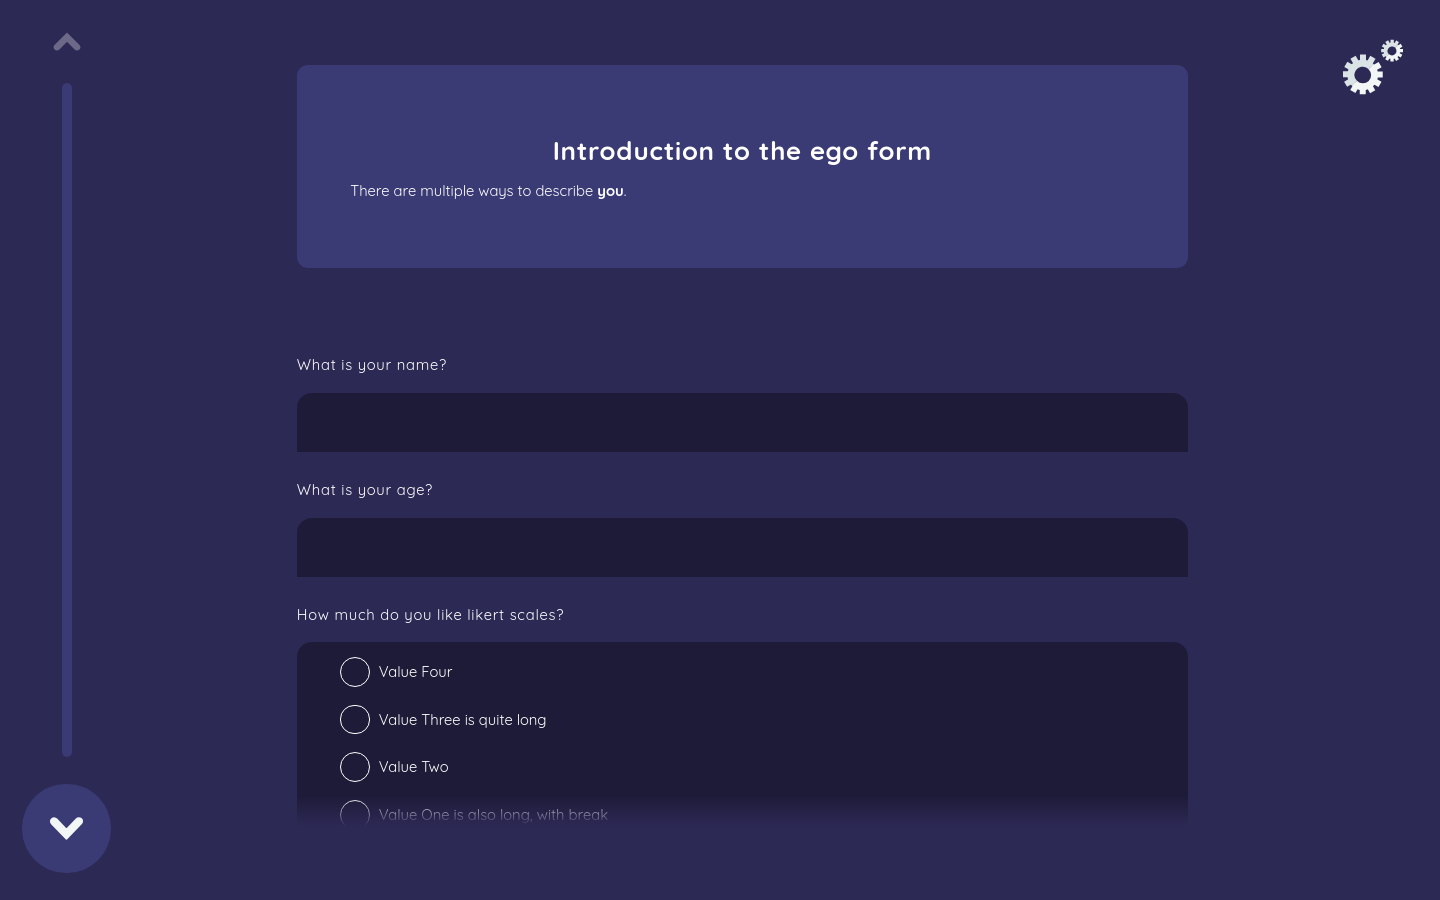 Introduction to the ego form
There are multiple ways to describe you.
What is your name?
What is your age?
How much do you like likert scales?
Value Four
Value Three is quite long
Value Two
Value One is also long, with break